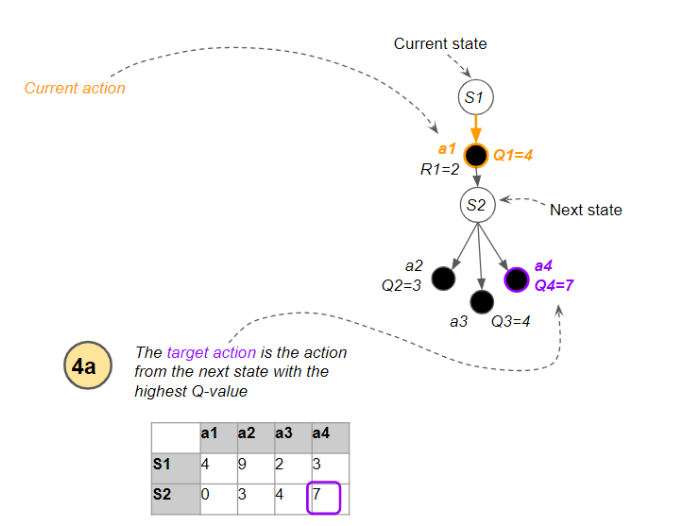 Current state
Current action
S1
a1 Q1=4
R1=2
S2
Next state
a2 a4
Q2=3 Q4=7
a3 Q3=4
4a
The target action is the action
from the next state with the
highest Q-value
a1 a2 a3 a4
S1 4 9 2 3
S2 0 3 4 7